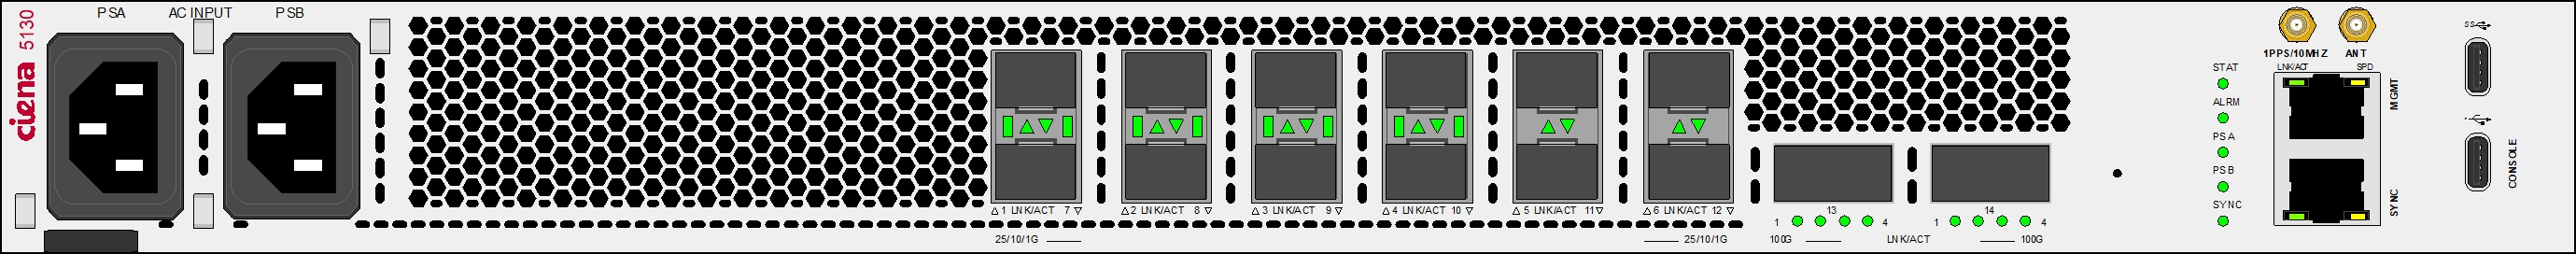 ciena 5130
PSA
AC INPUT
PSB
1 LNK/ACT 7
2 LNK/ACT 8
3 LNK/ACT 9
4 LNK/ACT 10
5 LNK/ACT 11
6 LNK/ACT 12
25/10/1G
25/10/1G
13
1 4
14
1 4
100G
LNK/ACT
100G
STAT
ALRM
PSA
PSB
SYNC
1PPS/10MHZ
ANT
LNK/ACT
SPD
MGMT
SYNC
SS
CONSOLE